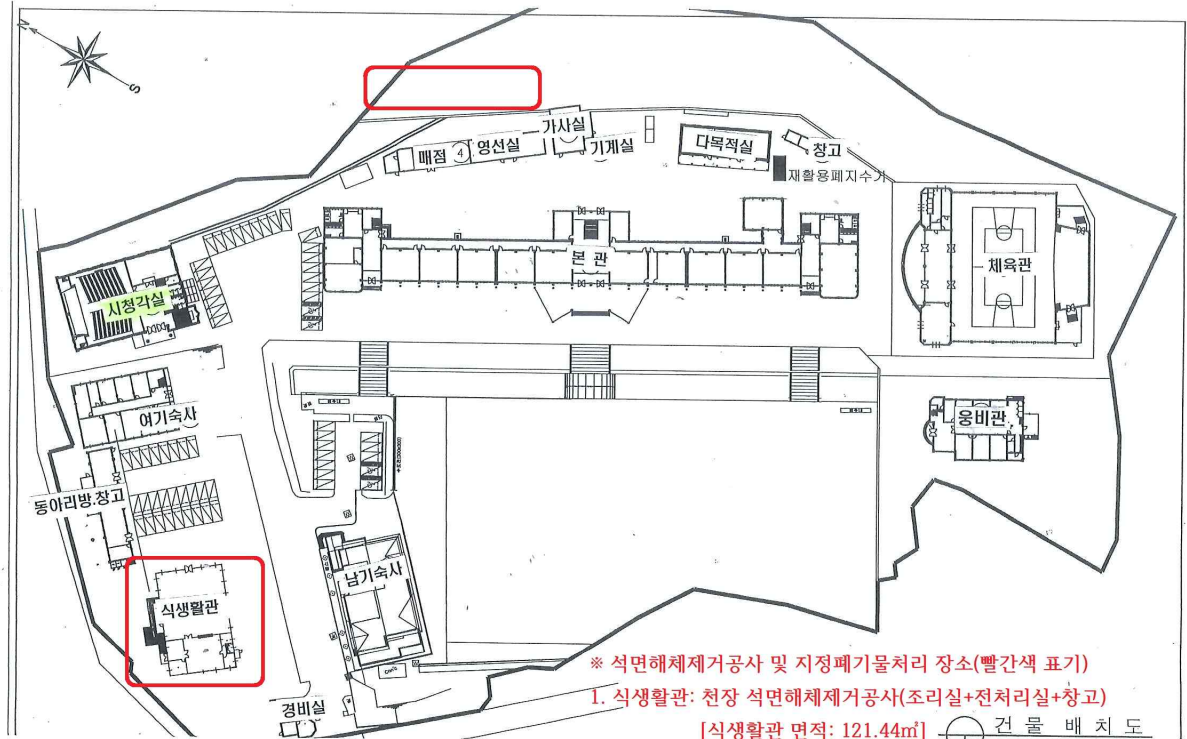 N
S
가사실
매점 ④ 영선실
기계실
다목적실
창고
재활용폐지수기
본 관
체육관
시청각실
여기숙사
웅비관
동아리방.창고
남기숙사
식생활관
경비실
※ 석면해체제거공사 및 지정폐기물처리 장소(빨간색 표기)
1. 식생활관: 천장 석면해체제거공사(조리실+전처리실+창고)
[식생활관 면적: 121.44㎡]
건 물 배 치 도